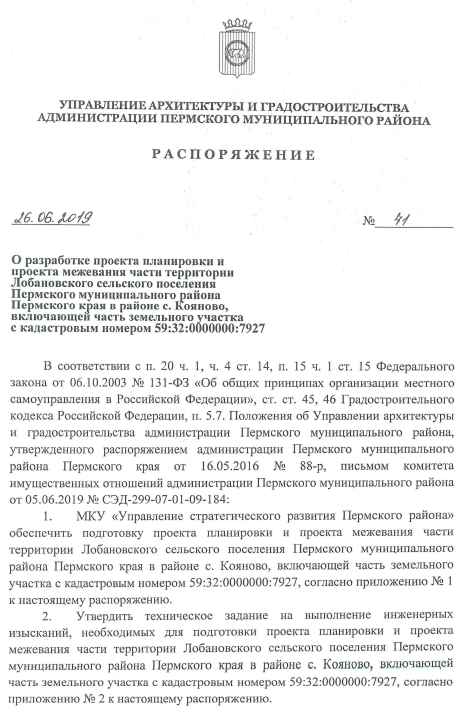 УПРАВЛЕНИЕ АРХИТЕКТУРЫ И ГРАДОСТРОИТЕЛЬСТВА
АДМИНИСТРАЦИИ ПЕРМСКОГО МУНИЦИПАЛЬНОГО РАЙОНА
РАСПОРЯЖЕНИЕ
26.06.2019 № 41
О разработке проекта планировки и
проекта межевания части территории
Лобановского сельского поселения
Пермского муниципального района
Пермского края в районе с. Кояново,
включающей часть земельного участка
с кадастровым номером 59:32:0000000:7927
В соответствии с п. 20 ч. 1, ч. 4 ст. 14, п. 15 ч. 1 ст. 15 Федерального
закона от 06.10.2003 № 131-ФЗ «Об общих принципах организации местного
самоуправления в Российской Федерации», ст. ст. 45, 46 Градостроительного
кодекса Российской Федерации, п. 5.7. Положения об Управлении архитектуры
и градостроительства администрации Пермского муниципального района,
утвержденного распоряжением администрации Пермского муниципального
района Пермского края от 16.05.2016 № 88-р, письмом комитета
имущественных отношений администрации Пермского муниципального района
от 05.06.2019 № СЭД-299-07-01-09-184:
1. МКУ «Управление стратегического развития Пермского района»
обеспечить подготовку проекта планировки и проекта межевания части
территории Лобановского сельского поселения Пермского муниципального
района Пермского края в районе с. Кояново, включающей часть земельного
участка с кадастровым номером 59:32:0000000:7927, согласно приложению № 1
к настоящему распоряжению.
2. Утвердить техническое задание на выполнение инженерных
изысканий, необходимых для подготовки проекта планировки и проекта
межевания части территории Лобановского сельского поселения Пермского
муниципального района Пермского края в районе с. Кояново, включающей
часть земельного участка с кадастровым номером 59:32:0000000:7927, согласно
приложению № 2 к настоящему распоряжению.